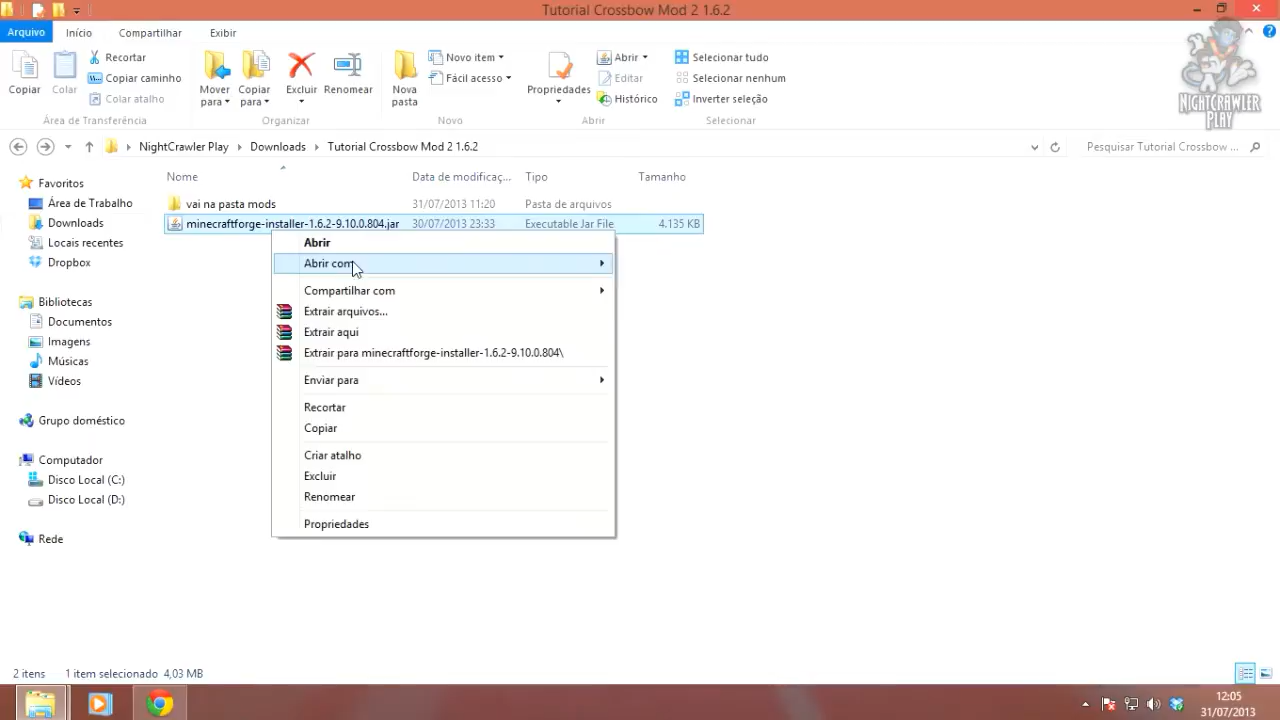 Tutorial Crossbow Mod 2 1.6.2
Arquivo Início Compartilhar Exibir
Copiar
Colar
Recortar
Copiar caminho
Colar atalho
Área de Transferência
Mover para
Copiar para
Excluir
Renomear
Organizar
Nova pasta
Novo item
Fácil acesso
Novo
Propriedades
Abrir
Editar
Histórico
Abrir
Selecionar tudo
Selecionar nenhum
Inverter seleção
Selecionar
NIGHTCRAWLER
PLAY
NightCrawler Play Downloads Tutorial Crossbow Mod 2 1.6.2
Pesquisar Tutorial Crossbow ...
Favoritos
Área de Trabalho
Downloads
Locais recentes
Dropbox
Bibliotecas
Documentos
Imagens
Músicas
Vídeos
Grupo doméstico
Computador
Disco Local (C:)
Disco Local (D:)
Rede
Nome Data de modificaç... Tipo Tamanho
vai na pasta mods 31/07/2013 11:20 Pasta de arquivos
minecraftforge-installer-1.6.2-9.10.0.804.jar 30/07/2013 23:33 Executable Jar File 4.135 KB
Abrir
Abrir com
Compartilhar com
Extrair arquivos...
Extrair aqui
Extrair para minecraftforge-installer-1.6.2-9.10.0.804\
Enviar para
Recortar
Copiar
Criar atalho
Excluir
Renomear
Propriedades
2 itens 1 item selecionado 4,03 MB
12:05
31/07/2013